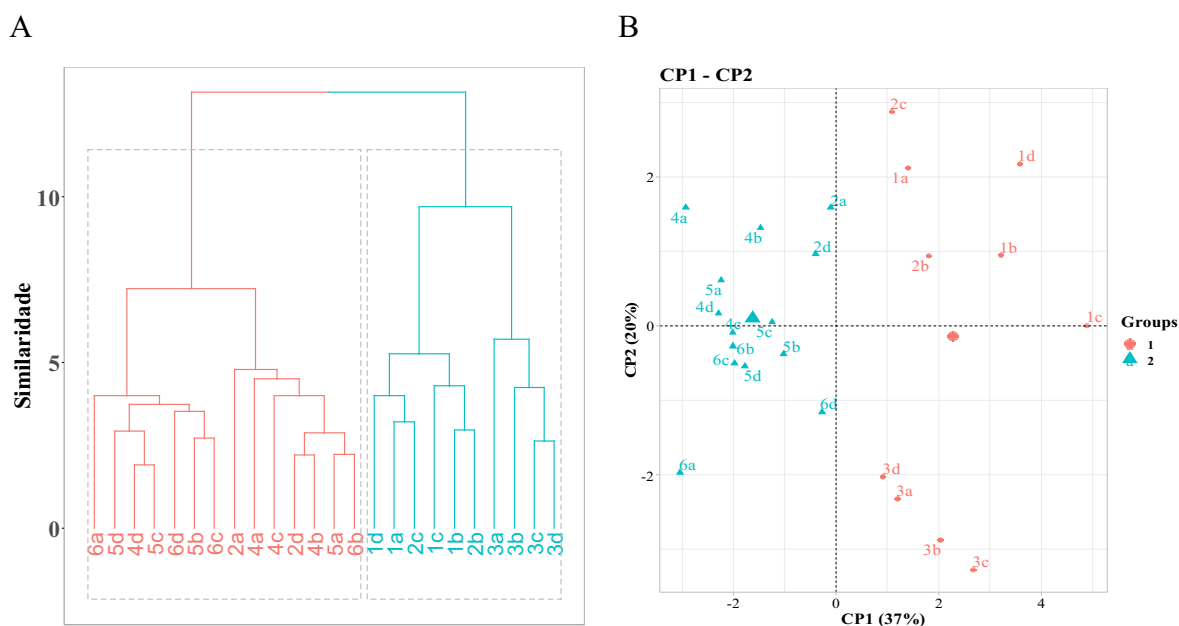 A
B
CP1 - CP2
Similaridade
10
5
0
6a 5d 4d 5c 6d 5b 6c 2a 4a 4c 2d 4b 5a 6b 1d 1a 2c 1c 1b 2b 3a 3b 3c 3d
CP2 (20%)
2
0
-2
2c
1d
1a
2a
4a
4b
2d
1b
2b
5a
4d
1c
4c
5c
6b
5b
6c
5d
6d
6a
3d
3a
3b
3c
-2 0 2 4
CP1 (37%)
Groups
1
a 2